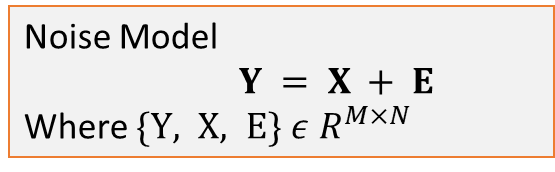 Noise Model
Y = X + E
Where {Y, X, E} ϵ R^{M×N}